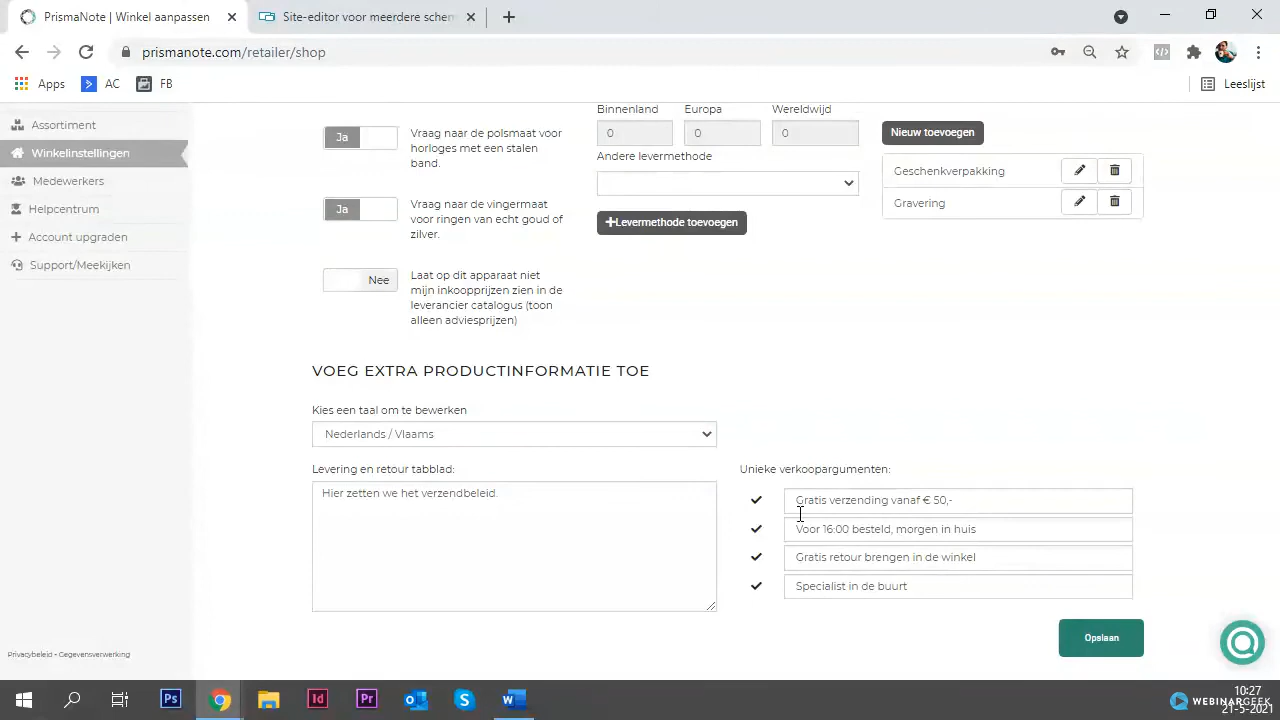 PrismaNote | Winkel aanpassen
Site-editor voor meerdere schem
prismanote.com/retailer/shop
Apps
AC
FB
Leeslijst
Assortiment
Winkelinstellingen
Medewerkers
Helpcentrum
Account upgraden
Support/Meekijken
Privacybeleid - Gegevensverwerking
Ja
Vraag naar de polsmaat voor
horloges met een stalen
band.
Ja
Vraag naar de vingermaat
voor ringen van echt goud of
zilver.
Nee
Laat op dit apparaat niet
mijn inkoopprijzen zien in de
leverancier catalogus (toon
alleen adviesprijzen)
Binnenland
Europa
Wereldwijd
0
0
0
Andere levermethode
+Levermethode toevoegen
Nieuw toevoegen
Geschenkverpakking
Gravering
VOEG EXTRA PRODUCTINFORMATIE TOE
Kies een taal om te bewerken
Nederlands / Vlaams
Levering en retour tabblad:
Hier zetten we het verzendbeleid.
Unieke verkoopargumenten:
Gratis verzending vanaf € 50,-
Voor 16:00 besteld, morgen in huis
Gratis retour brengen in de winkel
Specialist in de buurt
Opslaan
Ps
Id
Pr
10:27
21-5-2021
WEBINARGEEK